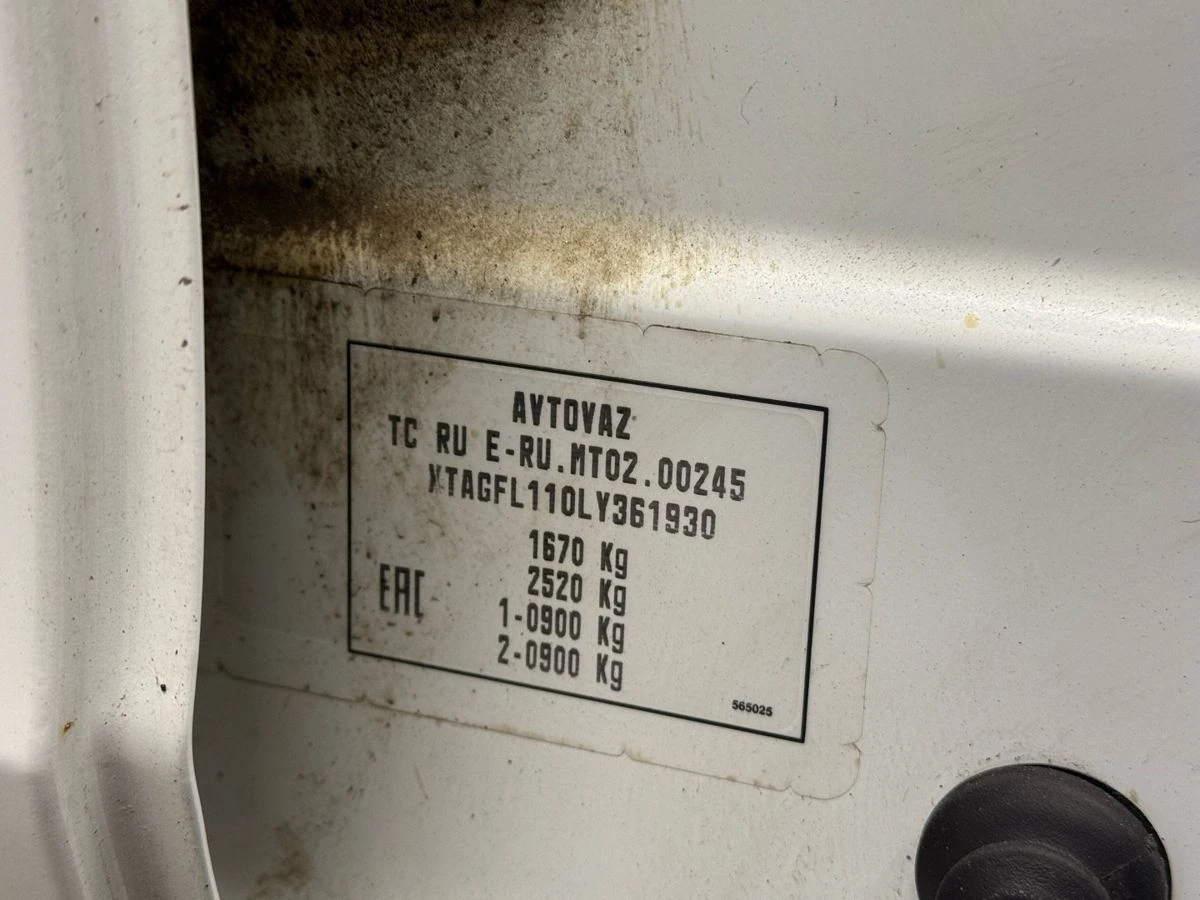 AVTOVAZ
TC RU E-RU.MT02.00245
XTAGFL110LY361930
1670 Kg
2520 Kg
1-0900 Kg
2-0900 Kg
EAC
565025